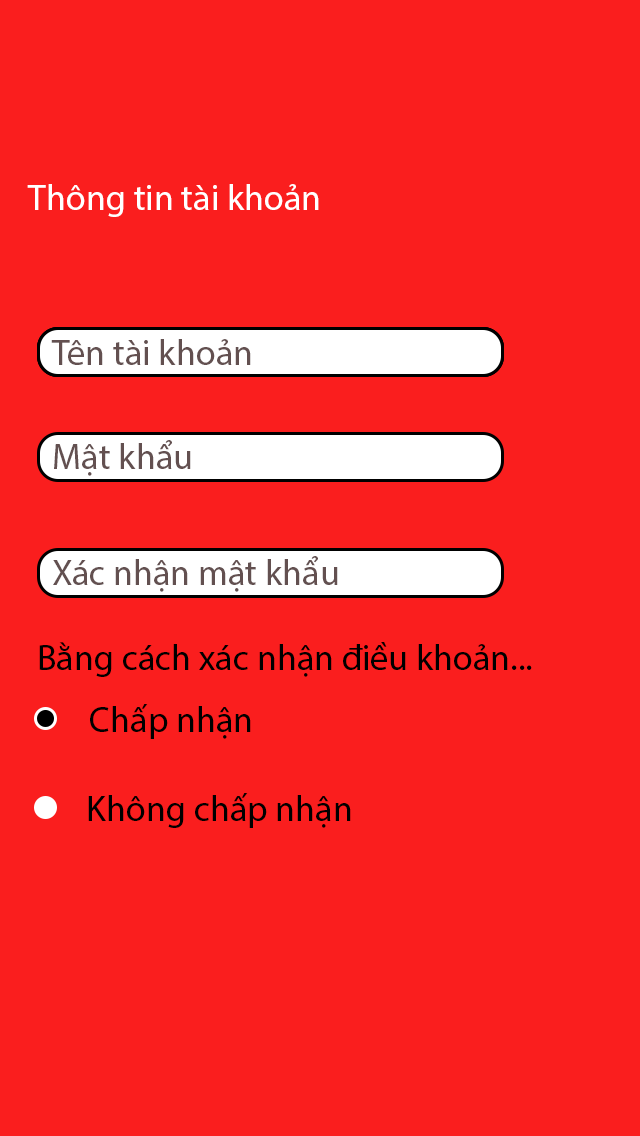 Thông tin tài khoản
Tên tài khoản
Mật khẩu
Xác nhận mật khẩu
Bằng cách xác nhận điều khoản...
Chấp nhận
Không chấp nhận